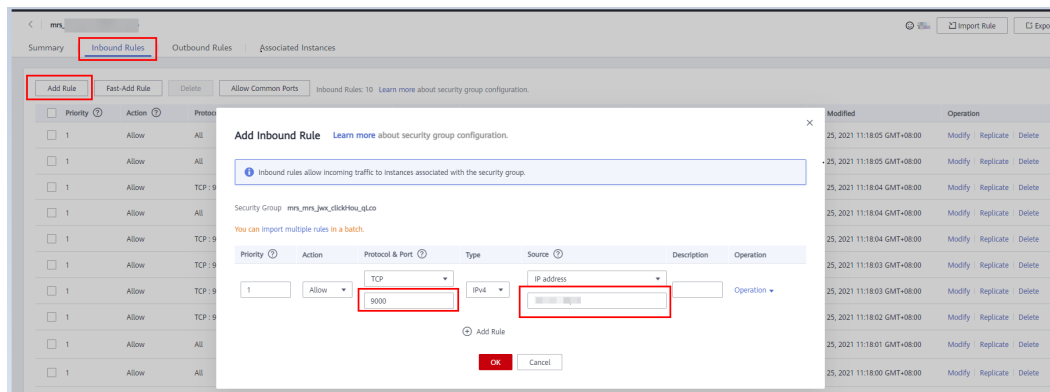 mrs_
Import Rule
Expo
Summary
Inbound Rules
Outbound Rules
Associated Instances
Add Rule
Fast-Add Rule
Delete
Allow Common Ports
Inbound Rules: 10 Learn more about security group configuration.
Priority
Action
Protoco
Modified
Operation
1 Allow All 25, 2021 11:18:05 GMT+08:00 Modify Replicate Delete
1 Allow All 25, 2021 11:18:05 GMT+08:00 Modify Replicate Delete
1 Allow TCP : 9 25, 2021 11:18:04 GMT+08:00 Modify Replicate Delete
1 Allow All 25, 2021 11:18:04 GMT+08:00 Modify Replicate Delete
1 Allow TCP : 9 25, 2021 11:18:04 GMT+08:00 Modify Replicate Delete
1 Allow TCP : 9 25, 2021 11:18:03 GMT+08:00 Modify Replicate Delete
1 Allow TCP : 9 25, 2021 11:18:03 GMT+08:00 Modify Replicate Delete
1 Allow TCP : 9 25, 2021 11:18:02 GMT+08:00 Modify Replicate Delete
1 Allow All 25, 2021 11:18:01 GMT+08:00 Modify Replicate Delete
1 Allow All 25, 2021 11:18:00 GMT+08:00 Modify Replicate Delete
Add Inbound Rule Learn more about security group configuration.
Inbound rules allow incoming traffic to instances associated with the security group.
Security Group mrs_mrs_jwx_clickHou_qLco
You can import multiple rules in a batch.
Priority Action Protocol & Port Type Source Description Operation
TCP IP address
1 Allow IPv4 Operation
9000
Add Rule
OK Cancel